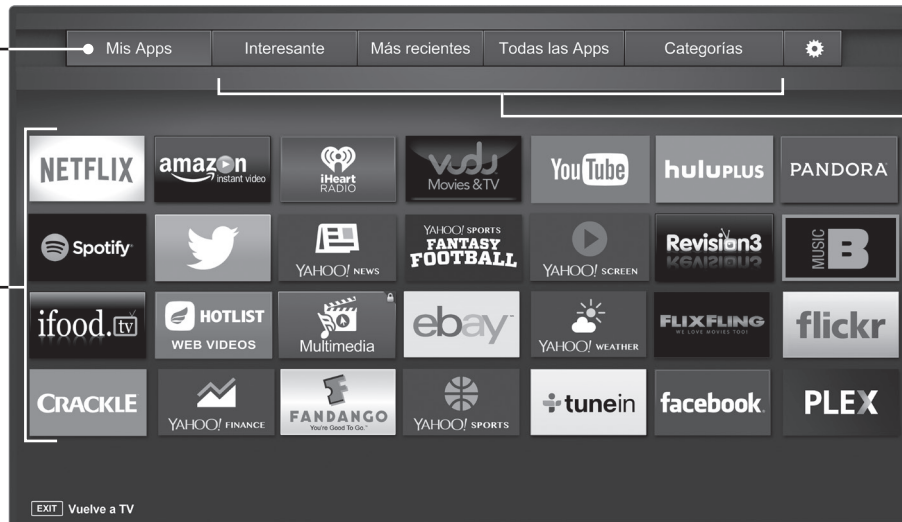 Mis Apps Interesante Más recientes Todas las Apps Categorías
NETFLIX amazon instant video iHeart RADIO vudu Movies & TV YouTube huluPLUS PANDORA
Spotify YAHOO! NEWS YAHOO! SPORTS FANTASY FOOTBALL YAHOO! SCREEN Revision3 MUSIC B
ifood.tv HOTLIST WEB VIDEOS Multimedia ebay YAHOO! WEATHER FLIXFLING WE LOVE MOVIES TOO! flickr
CRACKLE YAHOO! FINANCE FANDANGO You're Good To Go. YAHOO! SPORTS tunein facebook PLEX
EXIT Vuelve a TV